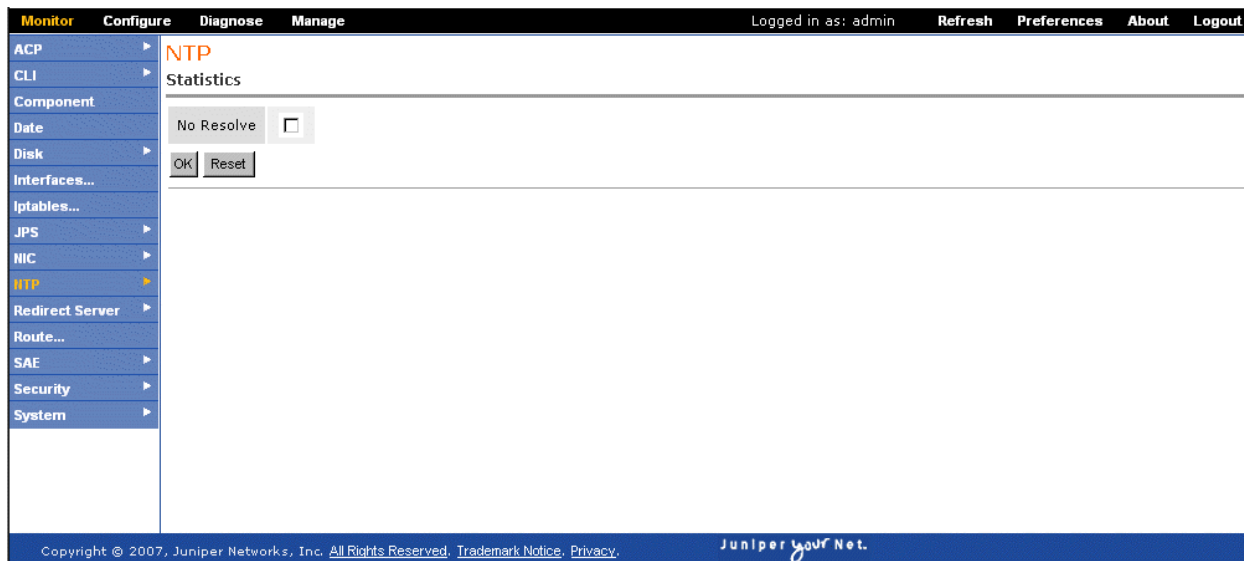 Monitor Configure Diagnose Manage Logged in as: admin Refresh Preferences About Logout
ACP
CLI
Component
Date
Disk
Interfaces...
Iptables...
JPS
NIC
NTP
Redirect Server
Route...
SAE
Security
System
NTP
Statistics
No Resolve
OK Reset
Copyright © 2007, Juniper Networks, Inc. All Rights Reserved. Trademark Notice. Privacy.
Juniper your Net.